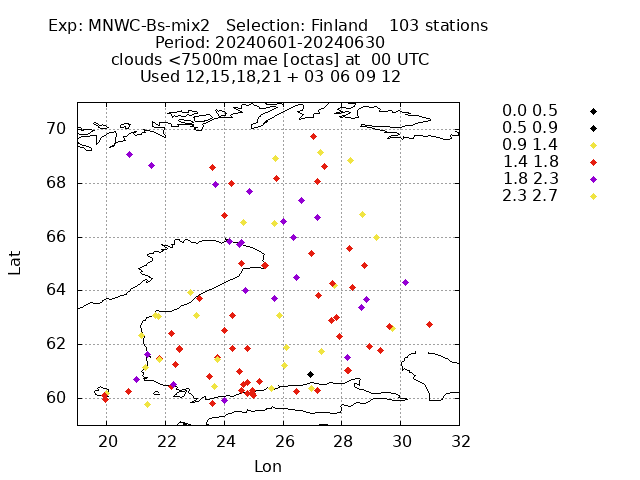 Exp: MNWC-Bs-mix2   Selection: Finland    103 stations
Period: 20240601-20240630
clouds <7500m mae [octas] at  00 UTC
Used 12,15,18,21 + 03 06 09 12
0.0 0.5
0.5 0.9
0.9 1.4
1.4 1.8
1.8 2.3
2.3 2.7
70
68
66
64
62
60
Lat
20 22 24 26 28 30 32
Lon